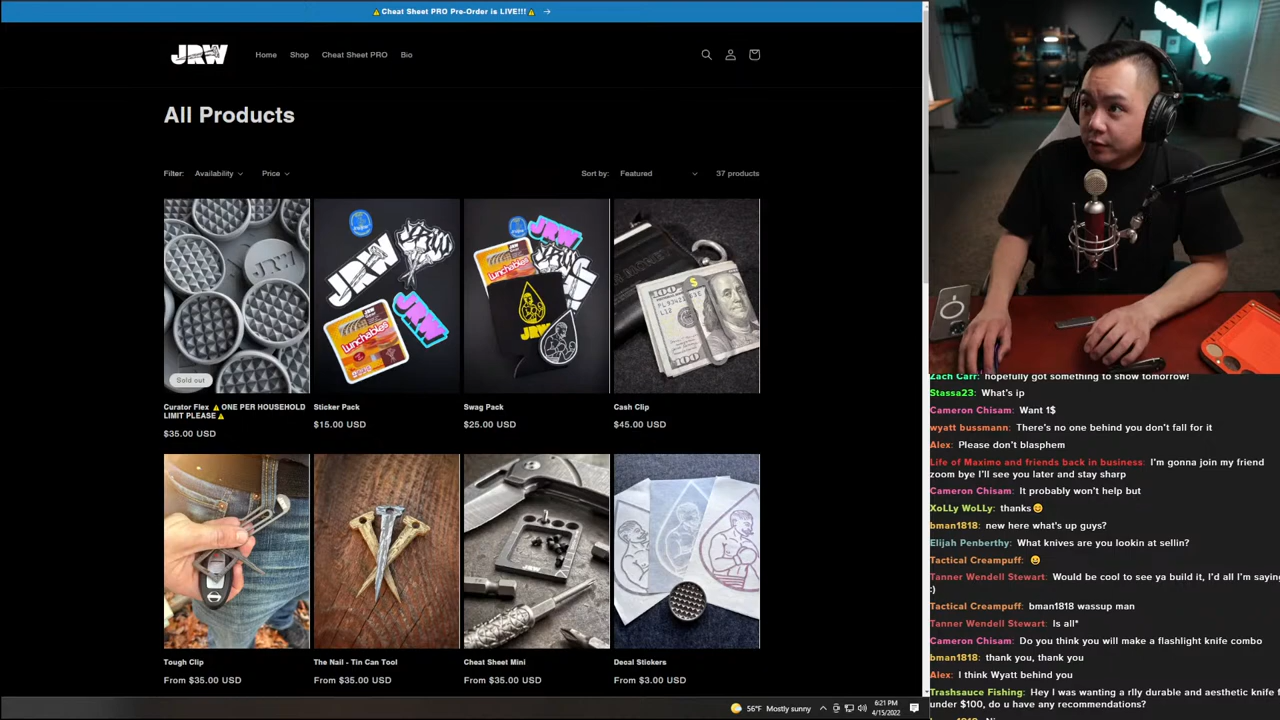 ⚠Cheat Sheet PRO Pre-Order is LIVE!!!⚠ →
JRW Home Shop Cheat Sheet PRO Bio
All Products
Filter: Availability Price Sort by: Featured 37 products
JRW
Sold out
JRW
JRW
Lunchables
JRW
JRW
Lunchables
JRW
100
$
Curator Flex ⚠ONE PER HOUSEHOLD
LIMIT PLEASE⚠
$35.00 USD
Sticker Pack
$15.00 USD
Swag Pack
$25.00 USD
Cash Clip
$45.00 USD
Tough Clip
From $35.00 USD
The Nail - Tin Can Tool
From $35.00 USD
Cheat Sheet Mini
From $35.00 USD
Decal Stickers
From $3.00 USD
Zach Carr: hopefully got something to show tomorrow!
Stassa23: What's ip
Cameron Chisam: Want 1$
wyatt bussmann: There's no one behind you don't fall for it
Alex: Please don't blasphem
Life of Maximo and friends back in business: I'm gonna join my friend
zoom bye I'll see you later and stay sharp
Cameron Chisam: It probably won't help but
XoLLy WoLLy: thanks😊
bman1818: new here what's up guys?
Elijah Penberthy: What knives are you lookin at sellin?
Tactical Creampuff: 😀
Tanner Wendell Stewart: Would be cool to see ya build it, I'd all I'm saying
:)
Tactical Creampuff: bman1818 wassup man
Tanner Wendell Stewart: Is all*
Cameron Chisam: Do you think you will make a flashlight knife combo
bman1818: thank you, thank you
Alex: I think Wyatt behind you
Trashsauce Fishing: Hey I was wanting a rlly durable and aesthetic knife f
under $100, do u have any recommendations?
56°F Mostly sunny
6:21 PM
4/15/2022